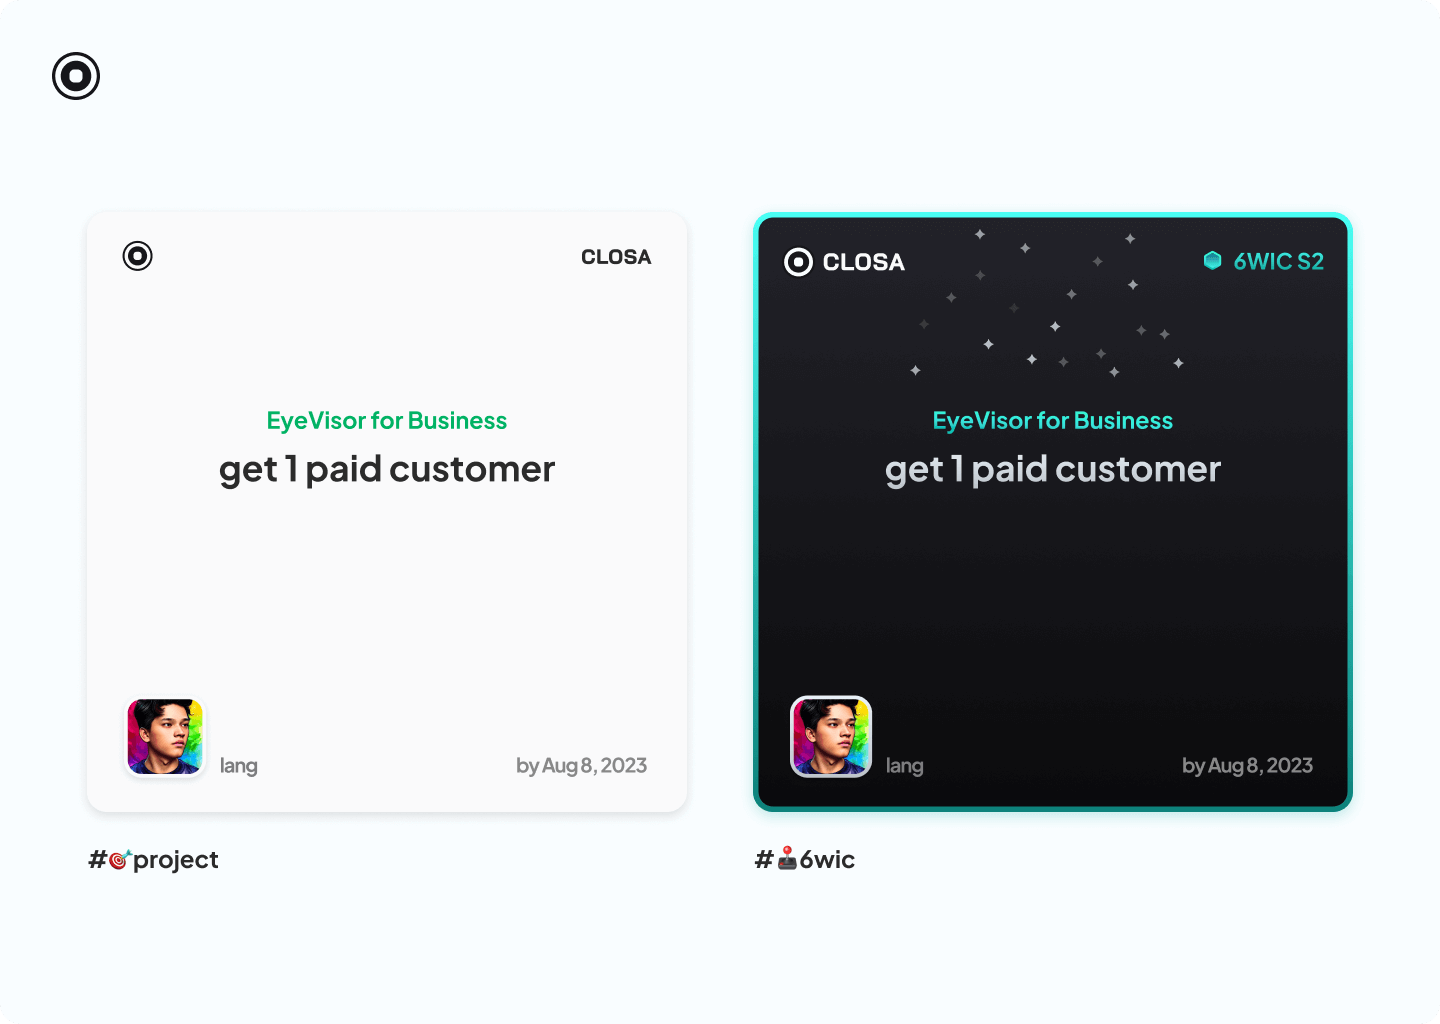 CLOSA
EyeVisor for Business
get 1 paid customer
lang
by Aug 8, 2023
#🎯project
CLOSA
6WIC S2
EyeVisor for Business
get 1 paid customer
lang
by Aug 8, 2023
#🕹️6wic